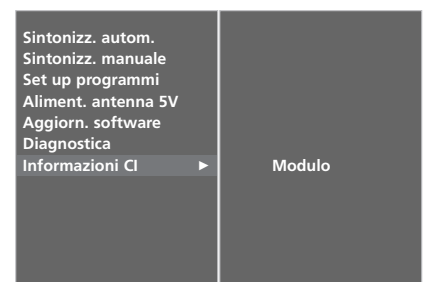 Sintonizz. autom.
Sintonizz. manuale
Set up programmi
Aliment. antenna 5V
Aggiorn. software
Diagnostica
Informazioni CI ► Modulo